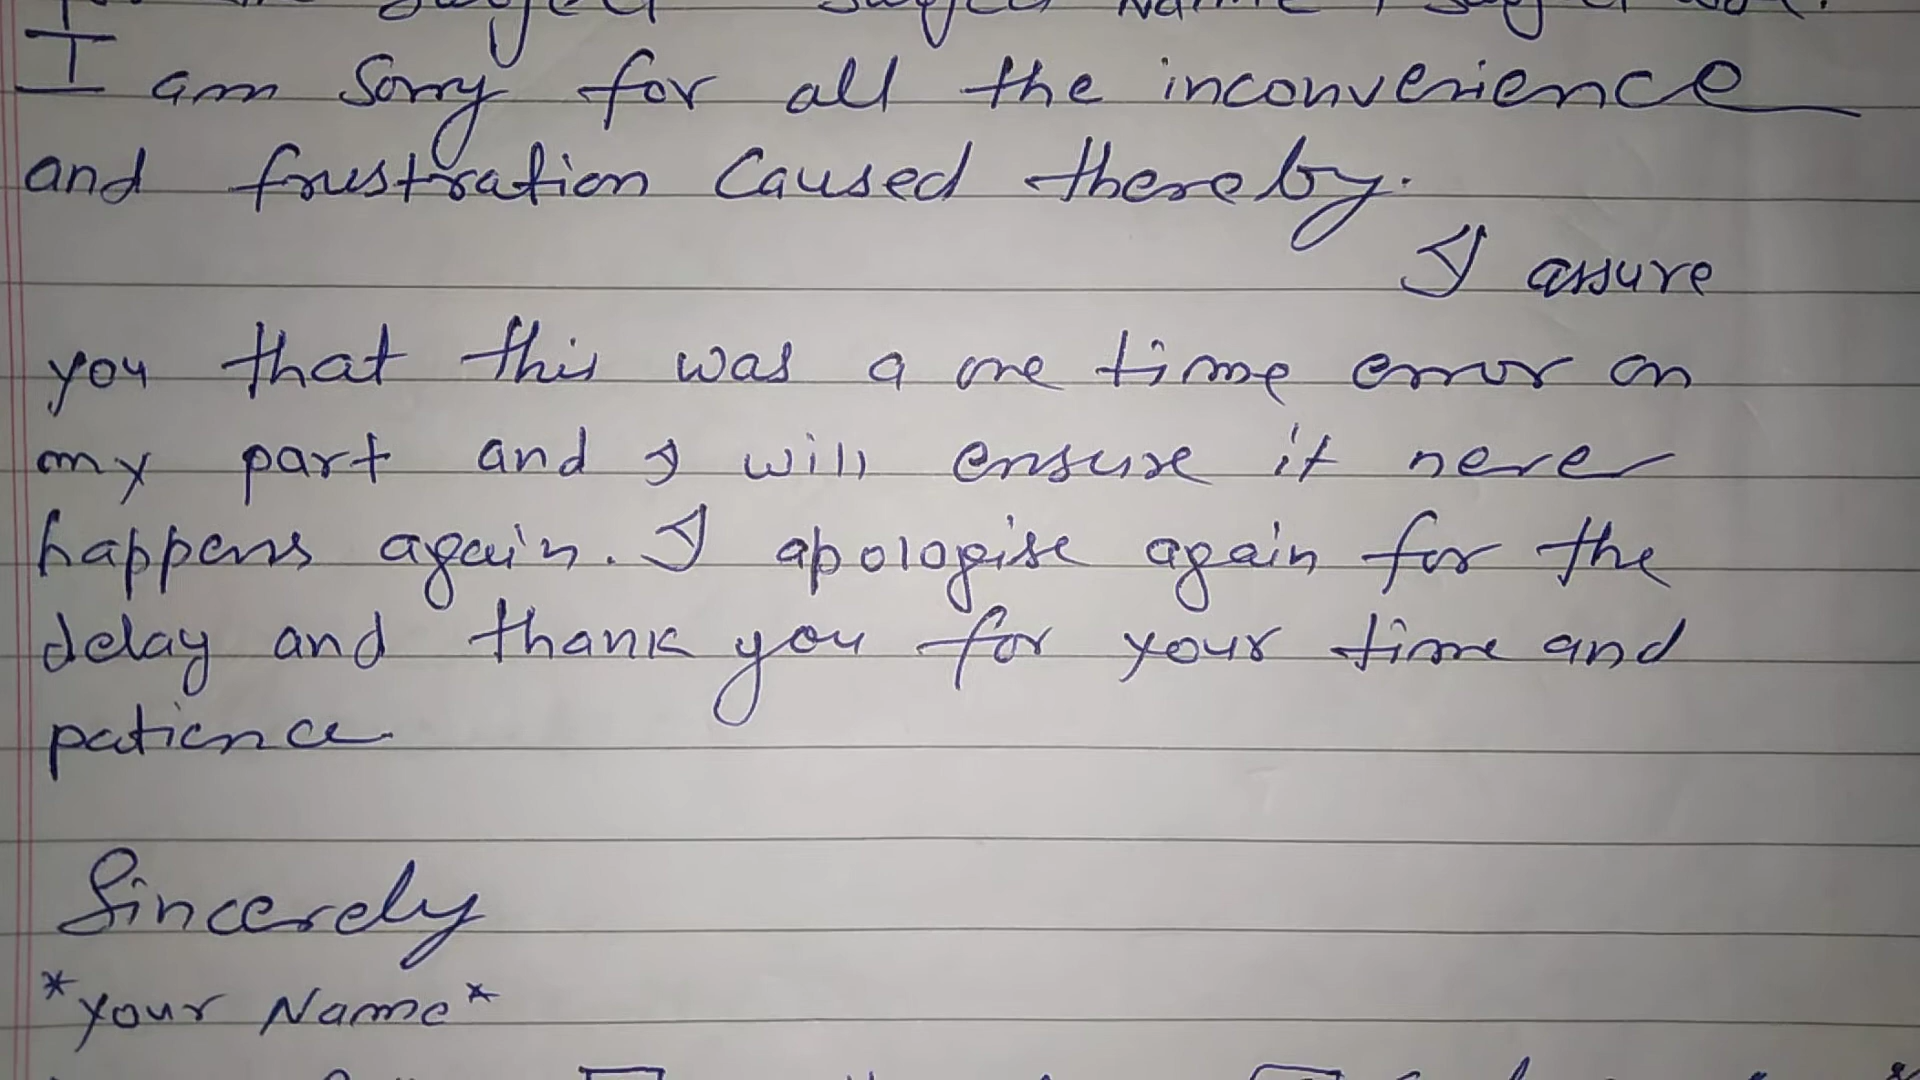 I am Sorry for all the inconvenience
and frustration Caused thereby.
I assure
you that this was a one time error on
my part and I will ensure it never
happens again. I apologise again for the
delay and thank you for your time and
patience.
Sincerely
*Your Name*